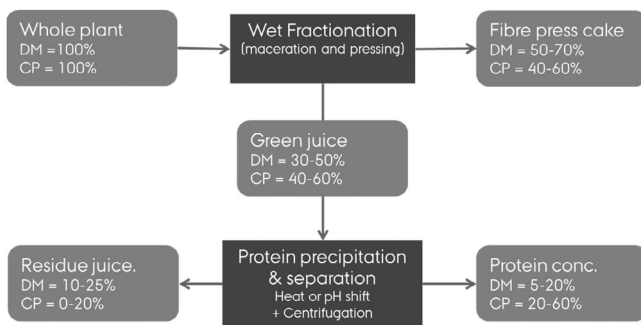 Whole plant
DM =100%
CP = 100%
Wet Fractionation
(maceration and pressing)
Fibre press cake
DM = 50-70%
CP = 40-60%
Green juice
DM = 30-50%
CP = 40-60%
Residue juice.
DM = 10-25%
CP = 0-20%
Protein precipitation
& separation
Heat or pH shift
+ Centrifugation
Protein conc.
DM = 5-20%
CP = 20-60%